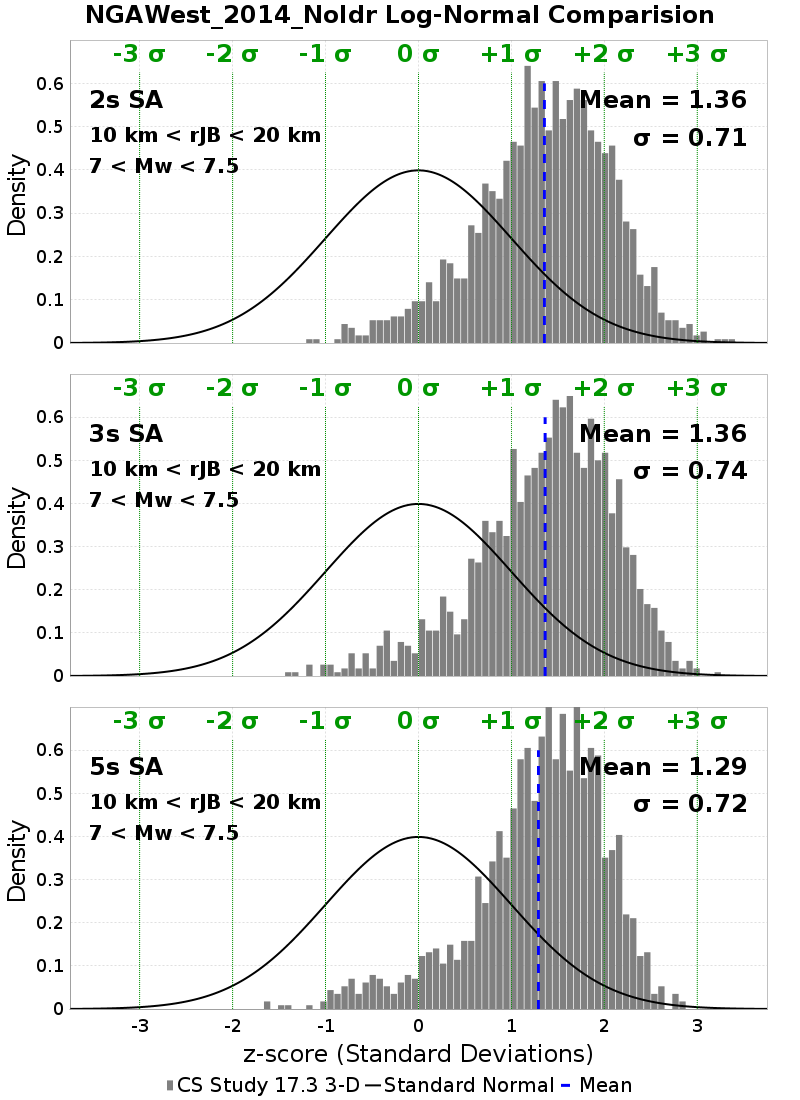 NGAWest_2014_NoIdr Log-Normal Comparision
-3 σ -2 σ -1 σ 0 σ +1 σ +2 σ +3 σ
2s SA Mean = 1.36
10 km < rJB < 20 km σ = 0.71
7 < Mw < 7.5
Density
0.6
0.5
0.4
0.3
0.2
0.1
0
-3 σ -2 σ -1 σ 0 σ +1 σ +2 σ +3 σ
3s SA Mean = 1.36
10 km < rJB < 20 km σ = 0.74
7 < Mw < 7.5
Density
0.6
0.5
0.4
0.3
0.2
0.1
0
-3 σ -2 σ -1 σ 0 σ +1 σ +2 σ +3 σ
5s SA Mean = 1.29
10 km < rJB < 20 km σ = 0.72
7 < Mw < 7.5
Density
0.6
0.5
0.4
0.3
0.2
0.1
0
-3 -2 -1 0 1 2 3
z-score (Standard Deviations)
CS Study 17.3 3-D Standard Normal Mean